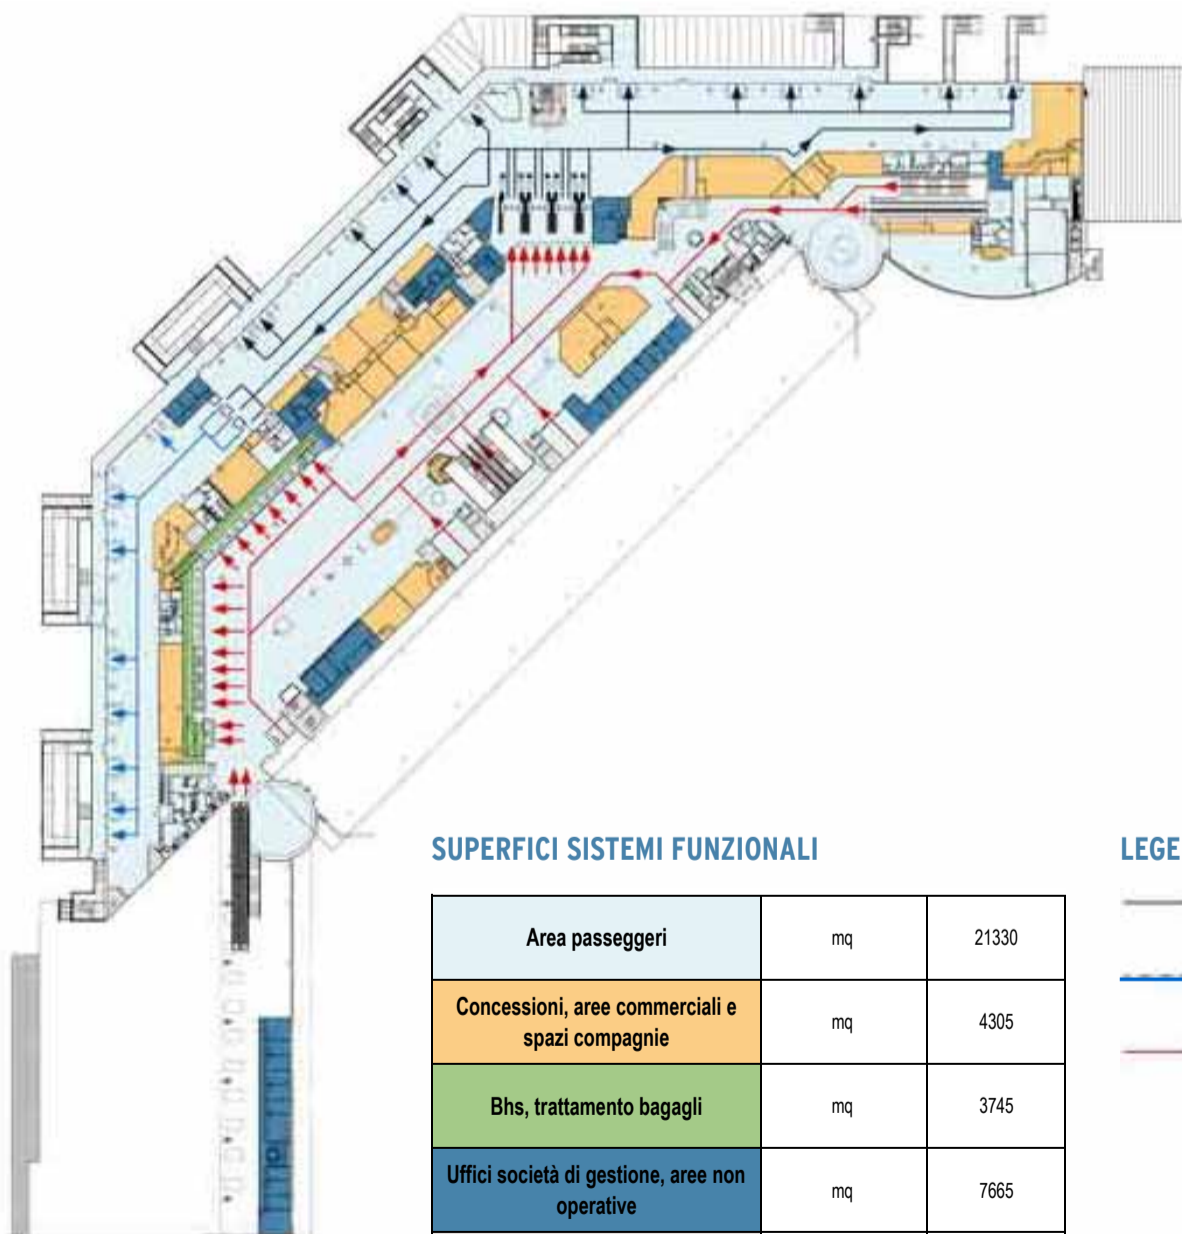 SUPERFICI SISTEMI FUNZIONALI
LEGE
Area passeggeri mq 21330
Concessioni, aree commerciali e
spazi compagnie mq 4305
Bhs, trattamento bagagli mq 3745
Uffici società di gestione, aree non
operative mq 7665